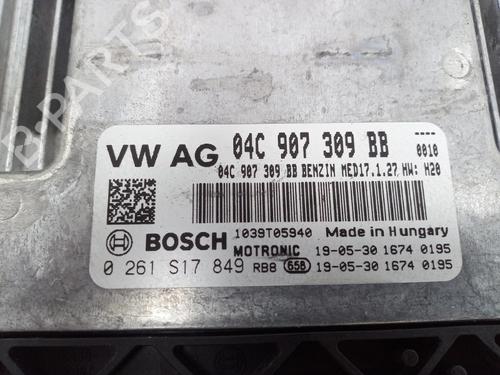 VW AG 04C 907 309 BB 0010
04C 907 309 BB BENZIN MED17.1.27 HW: H20
BOSCH 1039T05940 Made in Hungary
MOTRONIC 19-05-30 1674 0195
0 261 S17 849 RB8 658 19-05-30 1674 0195
B-PARTS